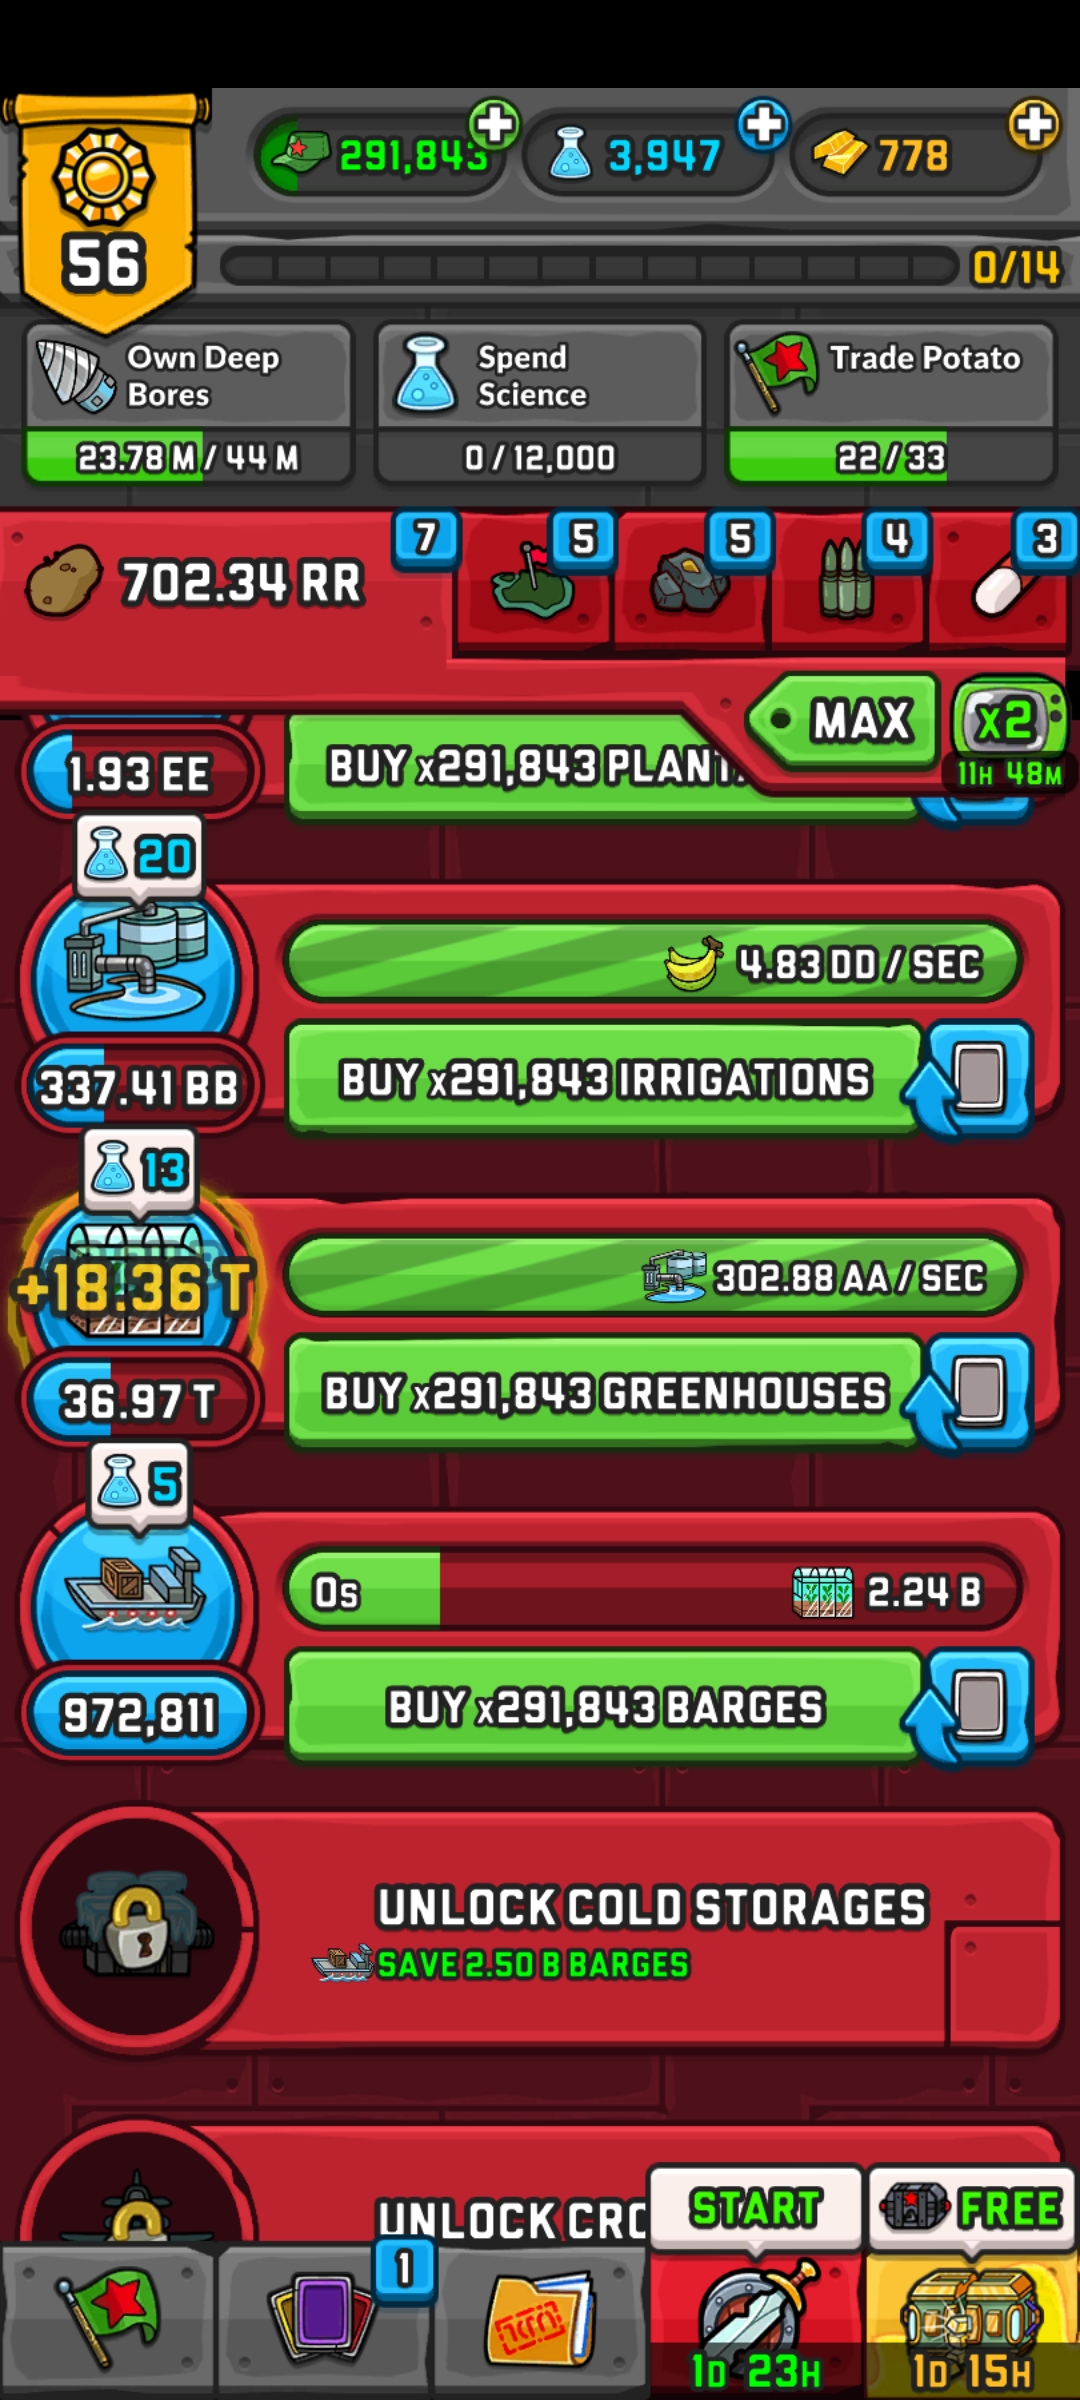 291,843
3,947
778
56
0/14
Own Deep
Bores
23.78 M / 44 M
Spend
Science
0 / 12,000
Trade Potato
22 / 33
702.34 RR
7
5
5
4
3
MAX
x2
11H 48M
1.93 EE
BUY x291,843 PLANT
20
4.83 DD / SEC
337.41 BB
BUY x291,843 IRRIGATIONS
13
+18.36 T
302.88 AA / SEC
36.97 T
BUY x291,843 GREENHOUSES
5
0s
2.24 B
972,811
BUY x291,843 BARGES
UNLOCK COLD STORAGES
SAVE 2.50 B BARGES
UNLOCK CRO
START
FREE
1
1D 23H
1D 15H